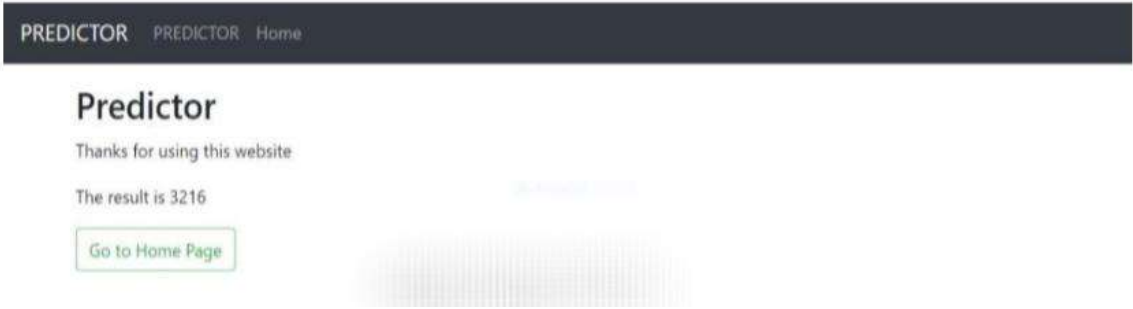 PREDICTOR PREDICTOR Home
Predictor
Thanks for using this website
The result is 3216
Go to Home Page